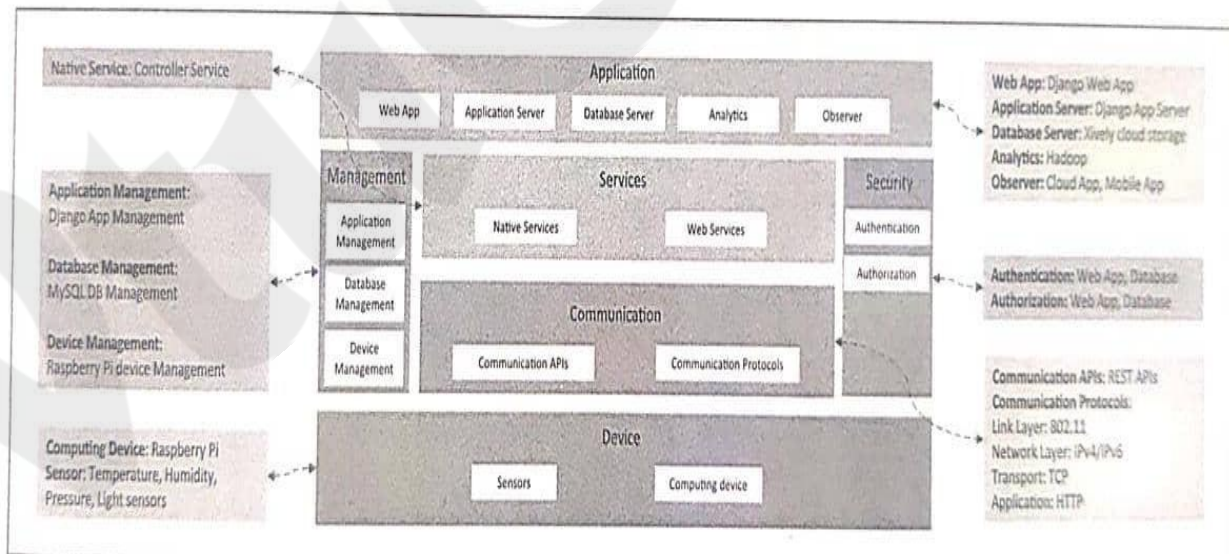 Native Service: Controller Service
Application Management:
Django App Management
Database Management:
MySQL DB Management
Device Management:
Raspberry Pi device Management
Computing Device: Raspberry Pi
Sensor: Temperature, Humidity,
Pressure, Light sensors
Application
Web App
Application Server
Database Server
Analytics
Observer
Management
Application
Management
Database
Management
Device
Management
Services
Native Services
Web Services
Communication
Communication APIs
Communication Protocols
Security
Authentication
Authorization
Device
Sensors
Computing device
Web App: Django Web App
Application Server: Django App Server
Database Server: Xively cloud storage
Analytics: Hadoop
Observer: Cloud App, Mobile App
Authentication: Web App, Database
Authorization: Web App, Database
Communication APIs: REST APIs
Communication Protocols:
Link Layer: 802.11
Network Layer: IPv4/IPv6
Transport: TCP
Application: HTTP